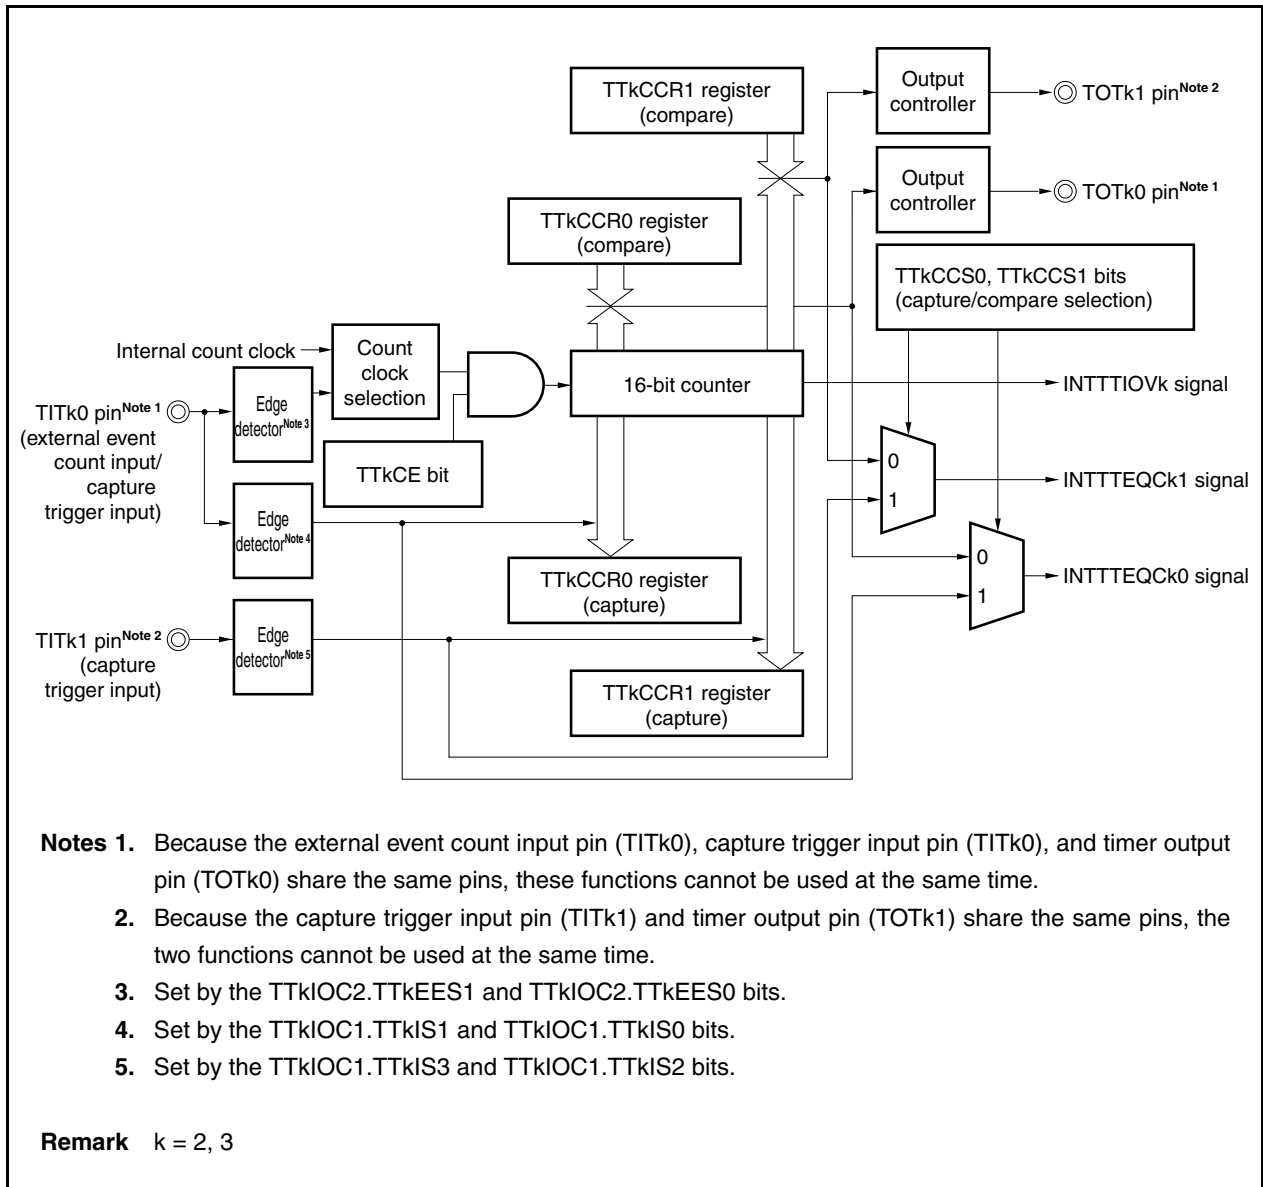 TTkCCR1 register
(compare)
Output
controller
TOTk1 pinNote 2
Output
controller
TOTk0 pinNote 1
TTkCCR0 register
(compare)
TTkCCS0, TTkCCS1 bits
(capture/compare selection)
Internal count clock
Count
clock
selection
16-bit counter
INTTTIOVk signal
TITk0 pinNote 1
(external event
count input/
capture
trigger input)
Edge
detectorNote 3
TTkCE bit
0
1
INTTTEQCk1 signal
Edge
detectorNote 4
TTkCCR0 register
(capture)
0
1
INTTTEQCk0 signal
TITk1 pinNote 2
(capture
trigger input)
Edge
detectorNote 5
TTkCCR1 register
(capture)
Notes 1. Because the external event count input pin (TITk0), capture trigger input pin (TITk0), and timer output
pin (TOTk0) share the same pins, these functions cannot be used at the same time.
2. Because the capture trigger input pin (TITk1) and timer output pin (TOTk1) share the same pins, the
two functions cannot be used at the same time.
3. Set by the TTkIOC2.TTkEES1 and TTkIOC2.TTkEES0 bits.
4. Set by the TTkIOC1.TTkIS1 and TTkIOC1.TTkIS0 bits.
5. Set by the TTkIOC1.TTkIS3 and TTkIOC1.TTkIS2 bits.
Remark k = 2, 3